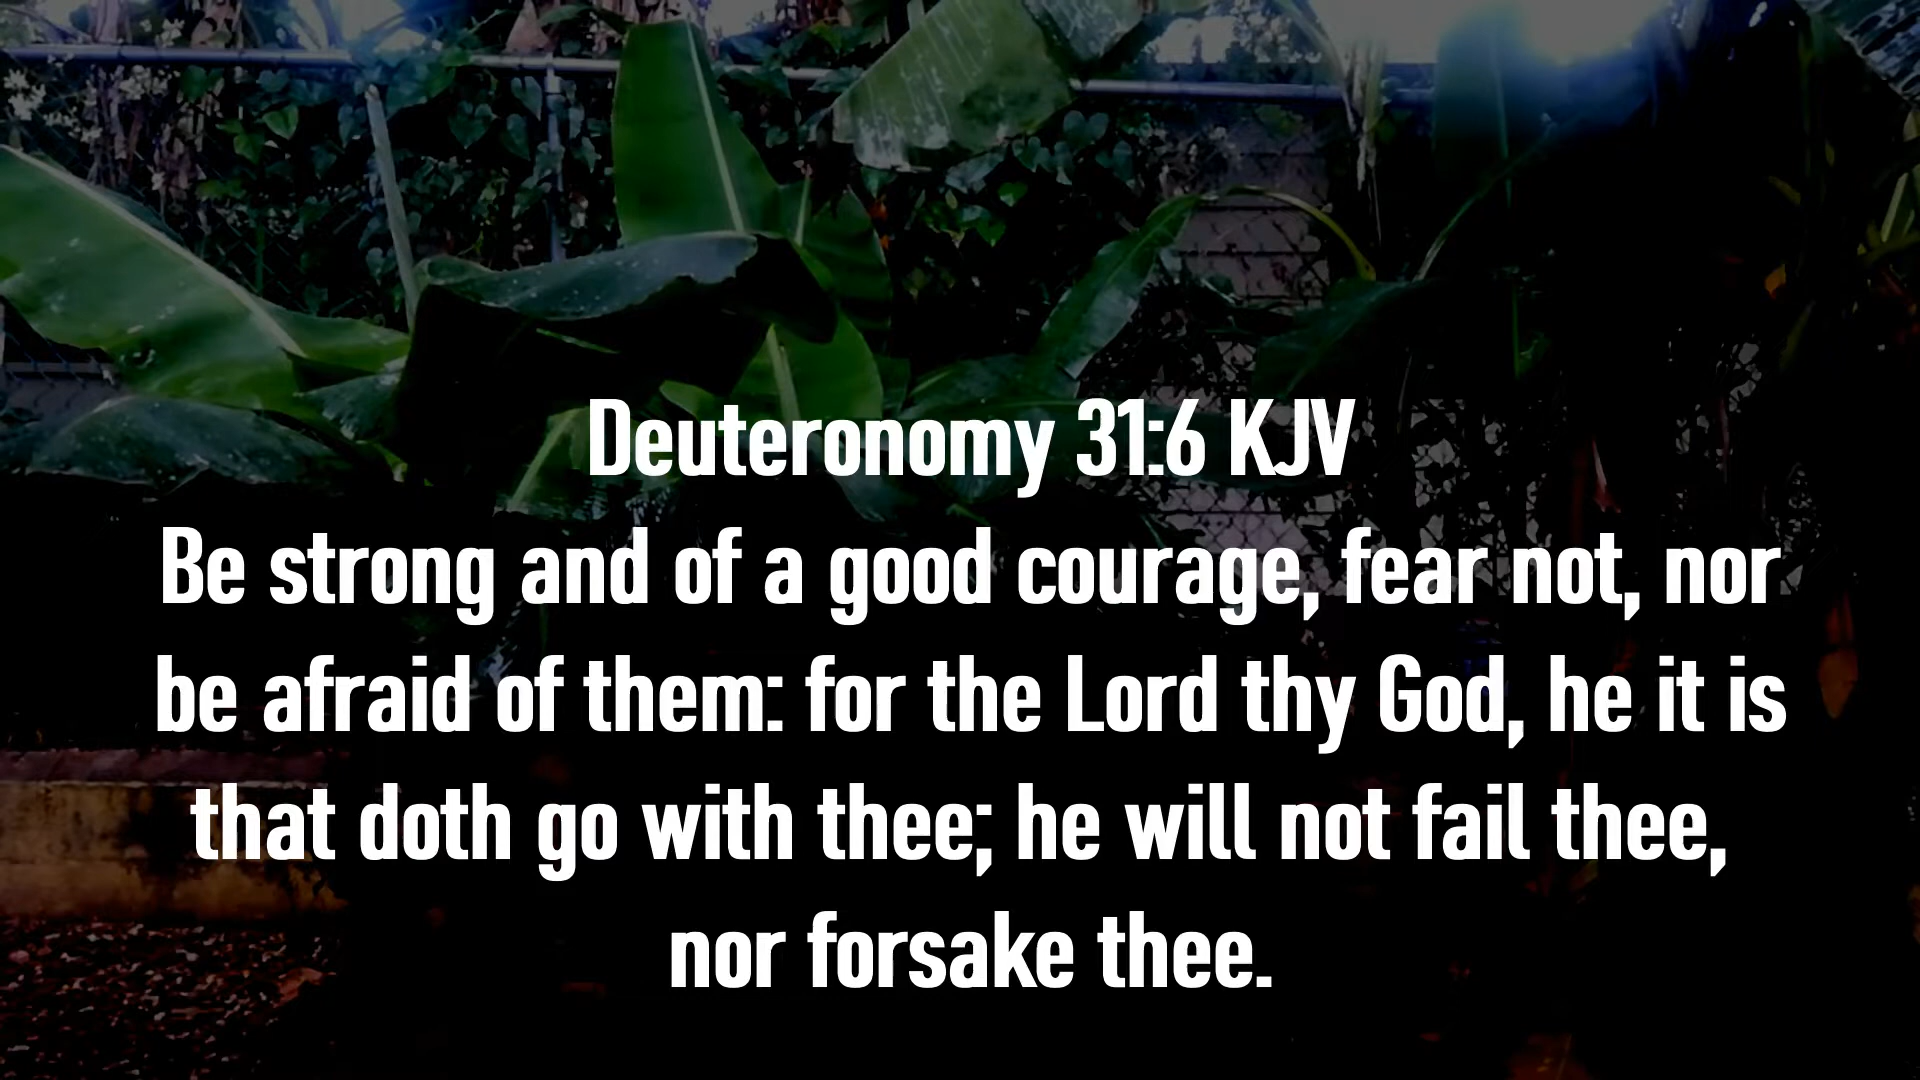 Deuteronomy 31:6 KJV
Be strong and of a good courage, fear not, nor
be afraid of them: for the Lord thy God, he it is
that doth go with thee; he will not fail thee,
nor forsake thee.